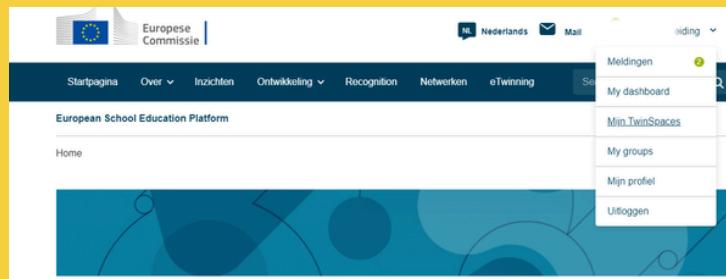 Europese
Commissie
NL Nederlands Mail
Startpagina Over Inzichten Ontwikkeling Recognition Netwerken eTwinning
Meldingen 2
My dashboard
Mijn TwinSpaces
My groups
Mijn profiel
Uitloggen
European School Education Platform
Home